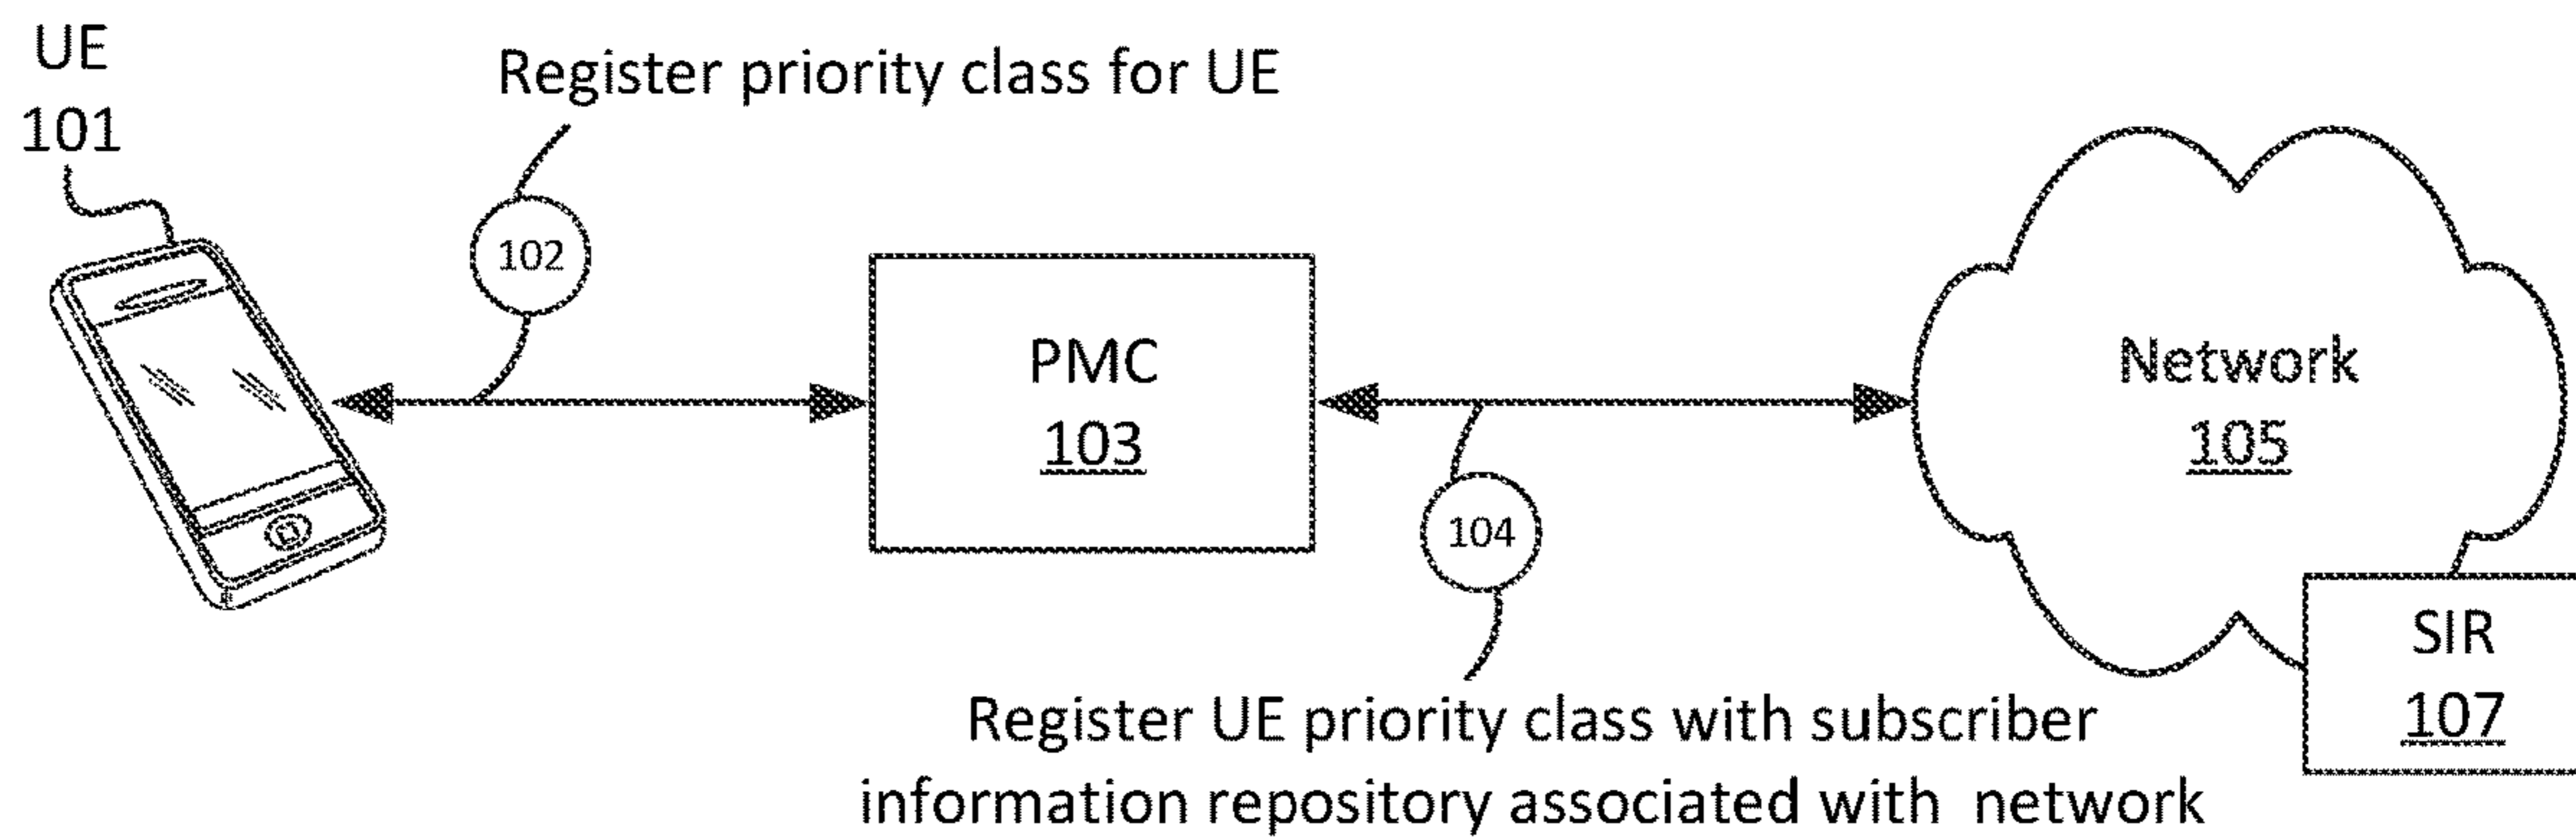 UE
101
Register priority class for UE
102
PMC
103
104
Network
105
SIR
107
Register UE priority class with subscriber
information repository associated with network